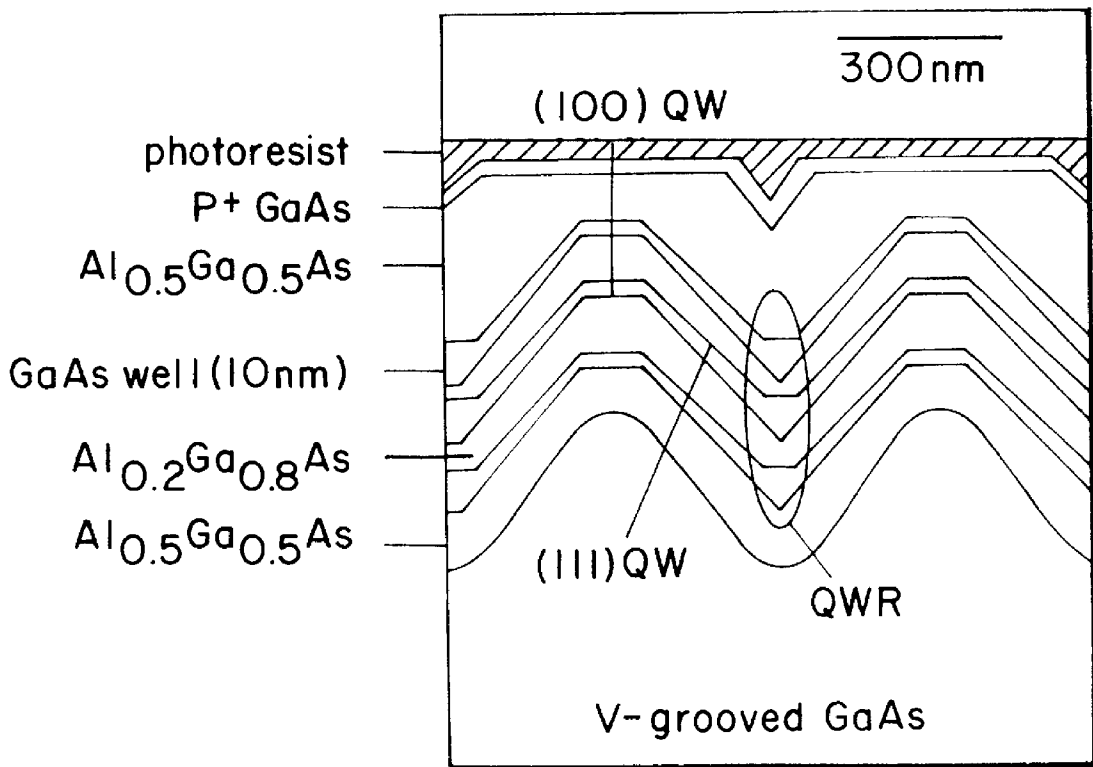 300nm
(100) QW
photoresist
P+ GaAs
Al0.5Ga0.5As
GaAs well (10nm)
Al0.2Ga0.8As
Al0.5Ga0.5As
(111)QW
QWR
V-grooved GaAs